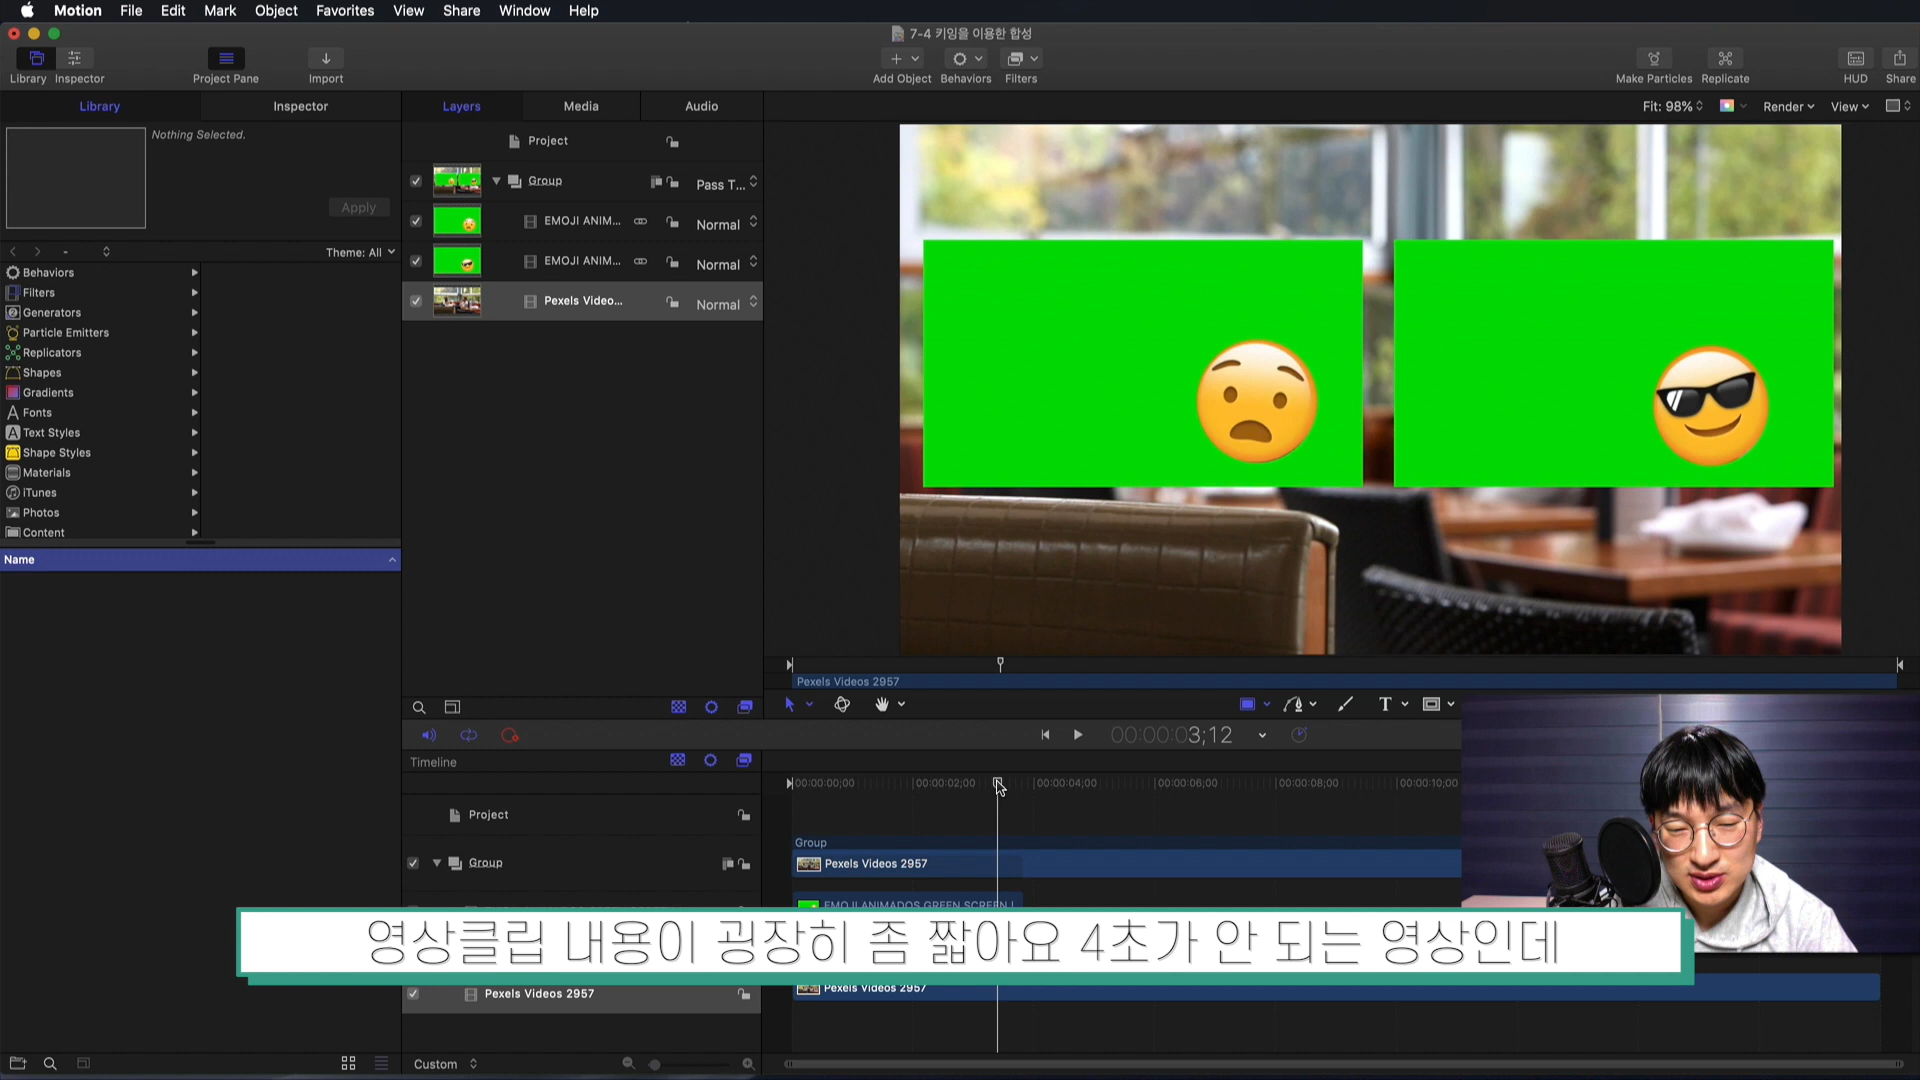 Motion File Edit Mark Object Favorites View Share Window Help
7-4 키잉을 이용한 합성
Library Inspector Project Pane Import Add Object Behaviors Filters Make Particles Replicate HUD Share
Library Inspector Layers Media Audio Fit: 98% Render View
Nothing Selected.
Apply
Theme: All
Behaviors
Filters
Generators
Particle Emitters
Replicators
Shapes
Gradients
Fonts
Text Styles
Shape Styles
Materials
iTunes
Photos
Content
Name
Project
Group Pass T...
EMOJI ANIM... Normal
EMOJI ANIM... Normal
Pexels Video... Normal
Pexels Videos 2957
00:00:03;12
Timeline
00:00:00;00 00:00:02;00 00:00:04;00 00:00:06;00 00:00:08;00 00:00:10;00
Project
Group
Group
Pexels Videos 2957
EMOJI ANIMADOS GREEN SCREEN
영상클립 내용이 굉장히 좀 짧아요 4초가 안 되는 영상인데
Pexels Videos 2957
Pexels Videos 2957
Custom